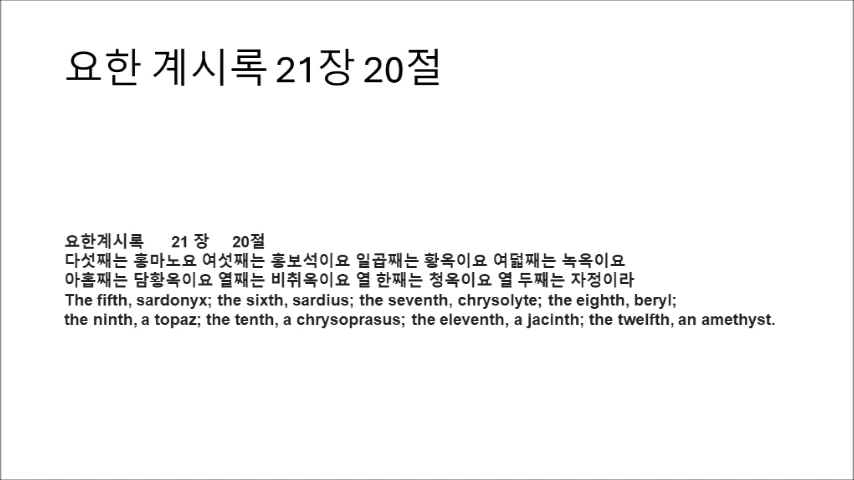 요한 계시록 21장 20절
요한계시록 21 장 20절
다섯째는 홍마노요 여섯째는 홍보석이요 일곱째는 황옥이요 여덟째는 녹옥이요
아홉째는 담황옥이요 열째는 비취옥이요 열 한째는 청옥이요 열 두째는 자정이라
The fifth, sardonyx; the sixth, sardius; the seventh, chrysolyte; the eighth, beryl;
the ninth, a topaz; the tenth, a chrysoprasus; the eleventh, a jacinth; the twelfth, an amethyst.